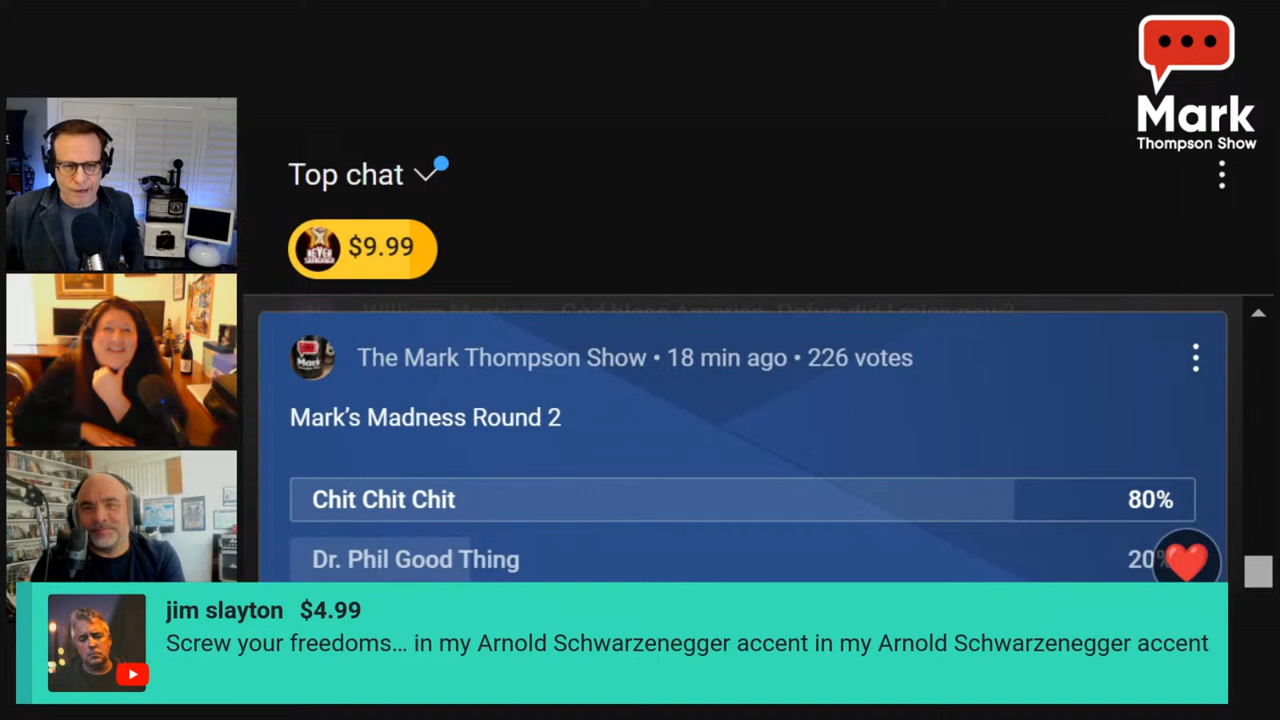 Mark
Thompson Show
Top chat
$9.99
The Mark Thompson Show • 18 min ago • 226 votes
Mark's Madness Round 2
Chit Chit Chit 80%
Dr. Phil Good Thing 20%
jim slayton $4.99
Screw your freedoms... in my Arnold Schwarzenegger accent in my Arnold Schwarzenegger accent